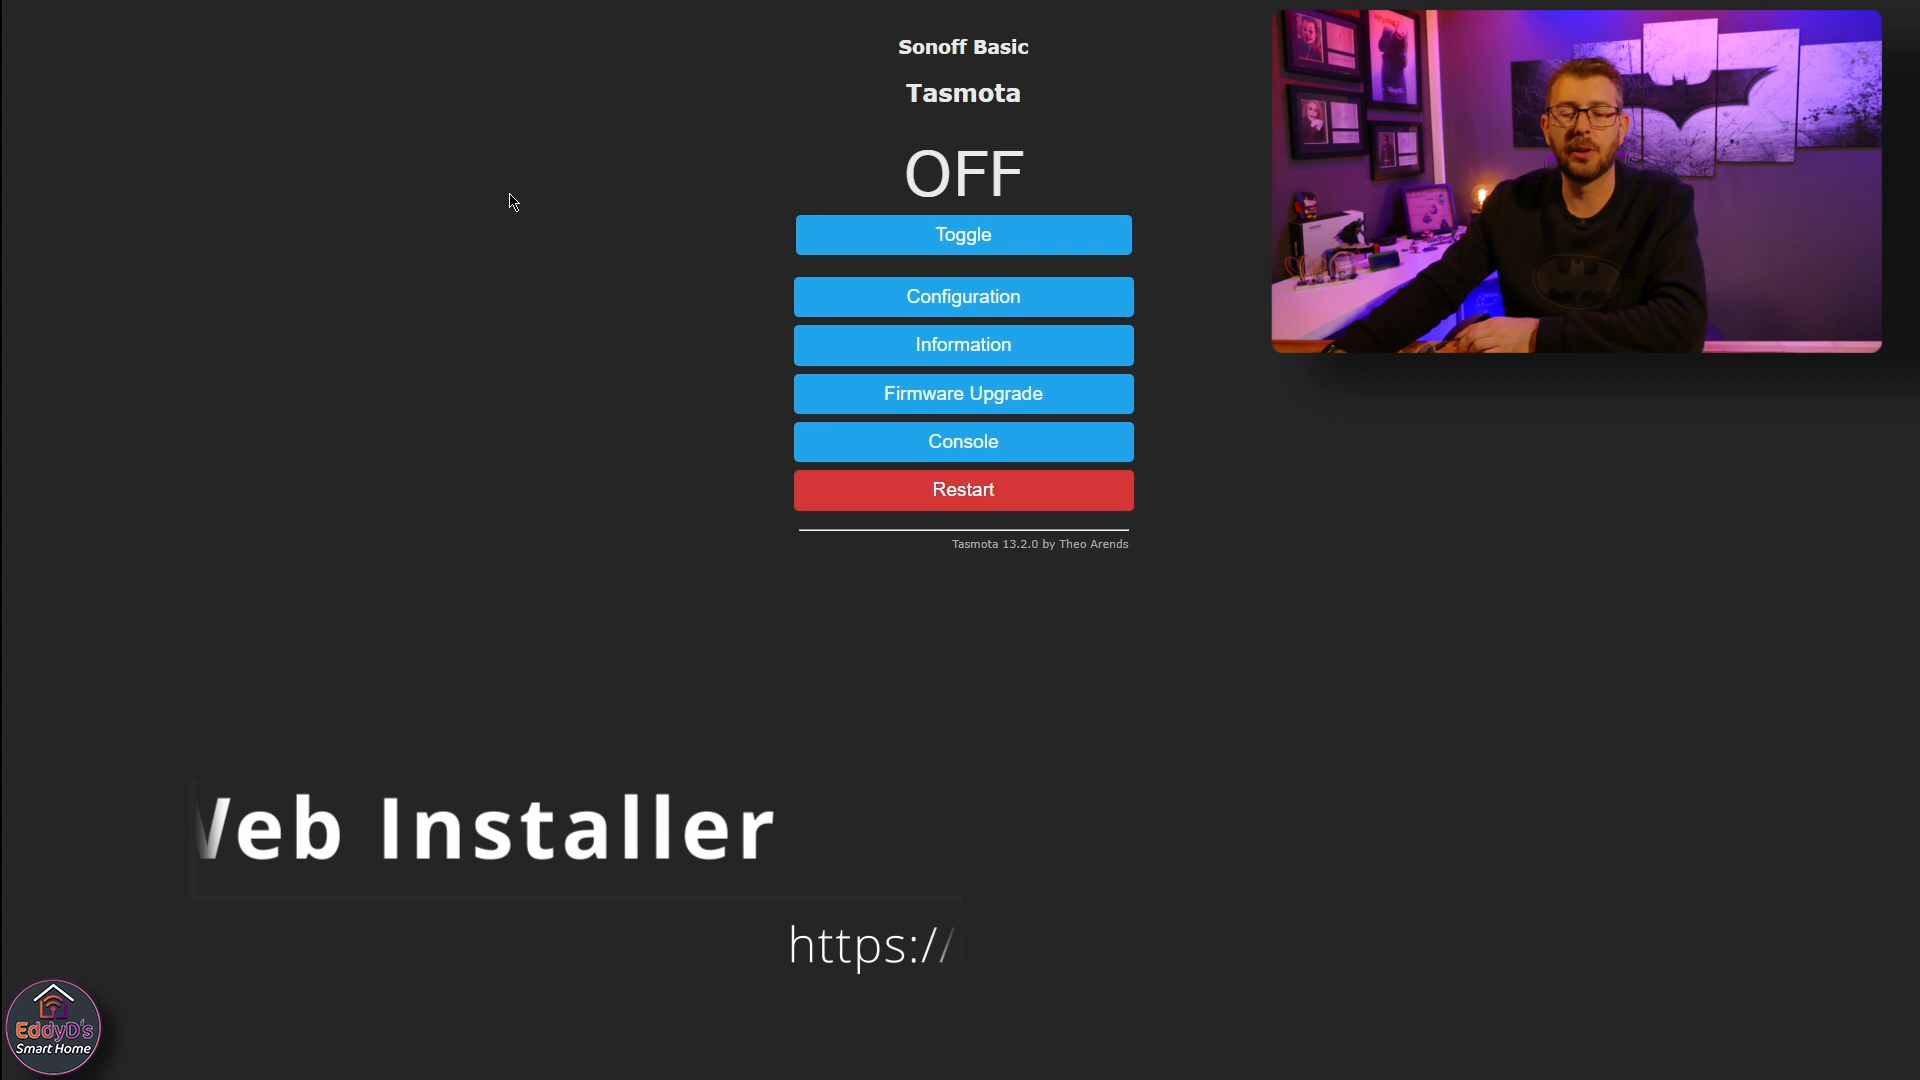 Sonoff Basic
Tasmota
OFF
Toggle
Configuration
Information
Firmware Upgrade
Console
Restart
Tasmota 13.2.0 by Theo Arends
Web Installer
https://
EddyD's
Smart Home